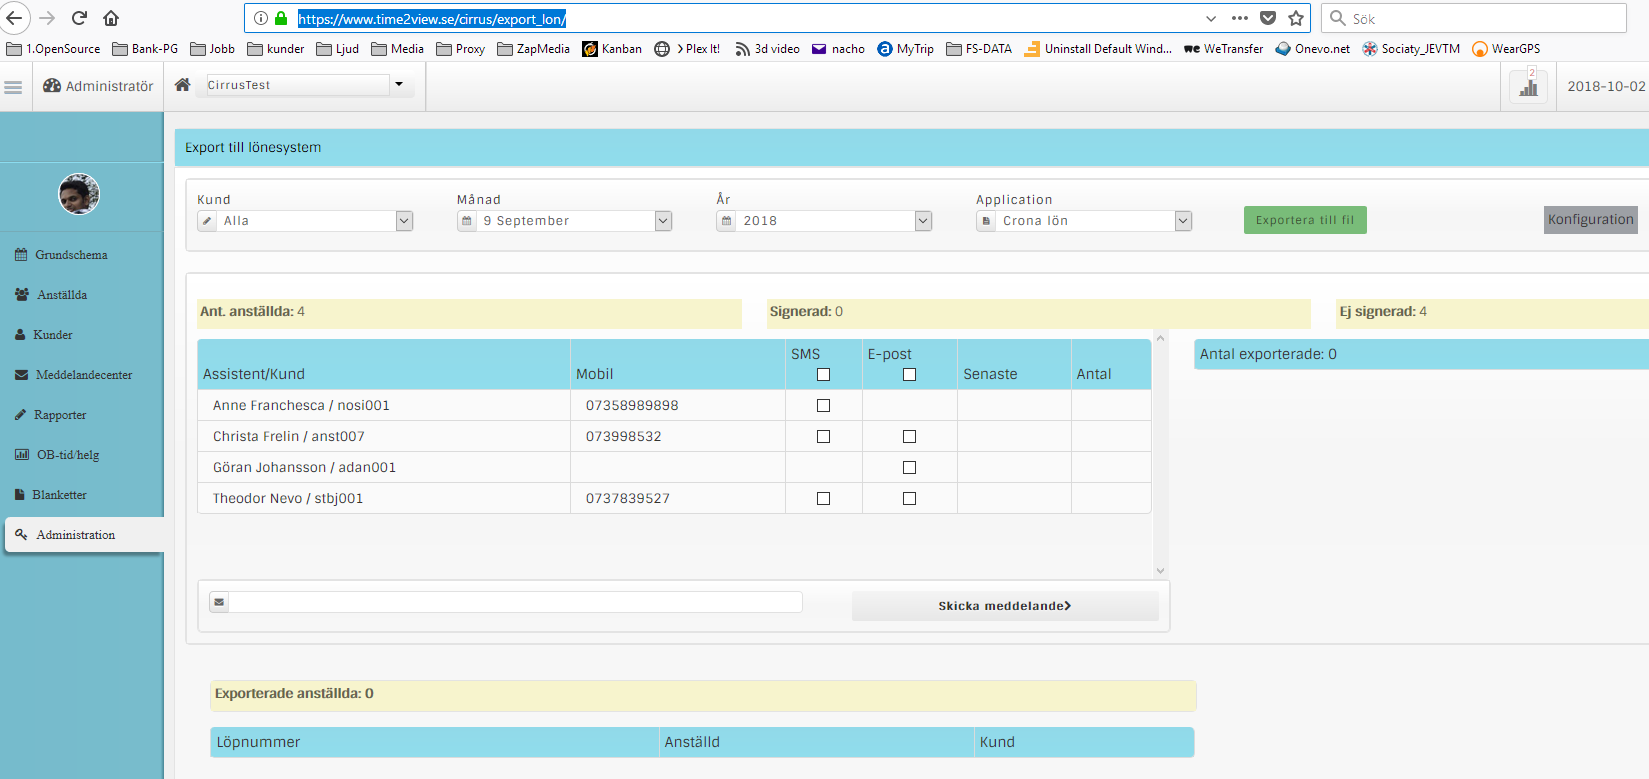 https://www.time2view.se/cirrus/export_lon/
Sök
1.OpenSource Bank-PG Jobb kunder Ljud Media Proxy ZapMedia Kanban > Plex It! 3d video nacho MyTrip FS-DATA Uninstall Default Wind... WeTransfer Onevo.net Sociaty_JEVTM WearGPS
Administratör
CirrusTest
2
2018-10-02
Export till lönesystem
Kund Månad År Application
Alla 9 September 2018 Crona lön Exportera till fil Konfiguration
Grundschema
Anställda
Kunder
Meddelandecenter
Rapporter
OB-tid/helg
Blanketter
Administration
Ant. anställda: 4 Signerad: 0 Ej signerad: 4
SMS E-post
Assistent/Kund Mobil Senaste Antal
Antal exporterade: 0
Anne Franchesca / nosi001 07358989898
Christa Frelin / anst007 073998532
Göran Johansson / adan001
Theodor Nevo / stbj001 0737839527
Skicka meddelande
Exporterade anställda: 0
Löpnummer Anställd Kund